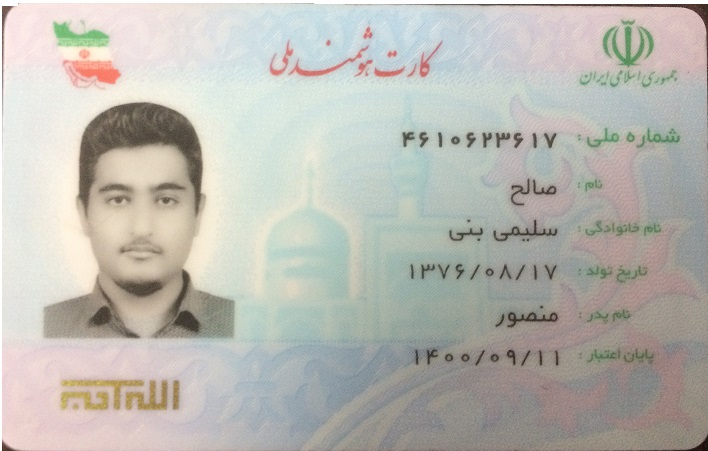 کارت هوشمند ملی
جمهوری اسلامی ایران
شماره ملی: ۴۶۱۰۶۲۳۶۱۷
نام: صالح
نام خانوادگی: سلیمی بنی
تاریخ تولد: ۱۳۷۶/۰۸/۱۷
نام پدر: منصور
پایان اعتبار: ۱۴۰۰/۰۹/۱۱
الله اکبر